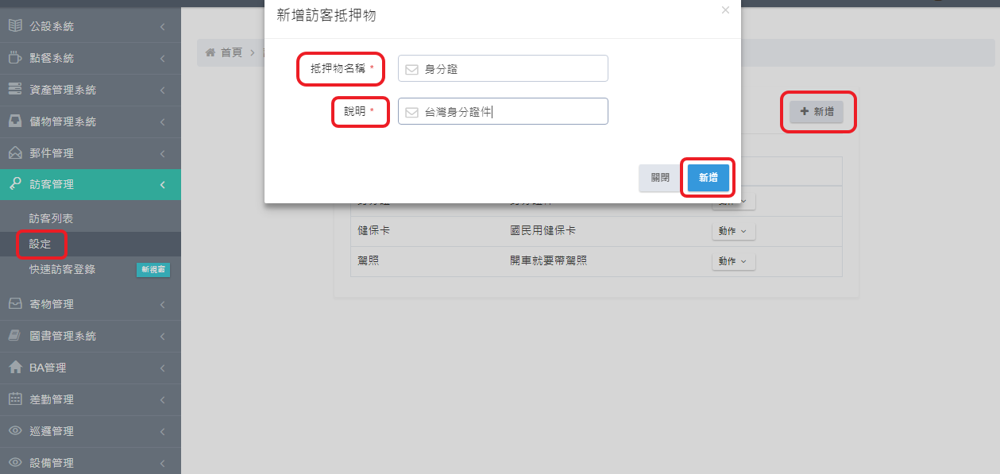 新增訪客抵押物
×
抵押物名稱 *
身分證
說明 *
台灣身分證件
關閉
新增
公設系統
點餐系統
資產管理系統
儲物管理系統
郵件管理
訪客管理
訪客列表
設定
快速訪客登錄
新視窗
寄物管理
圖書管理系統
BA管理
差勤管理
巡邏管理
設備管理
首頁
新增
健保卡
國民用健保卡
動作
駕照
開車就要帶駕照
動作